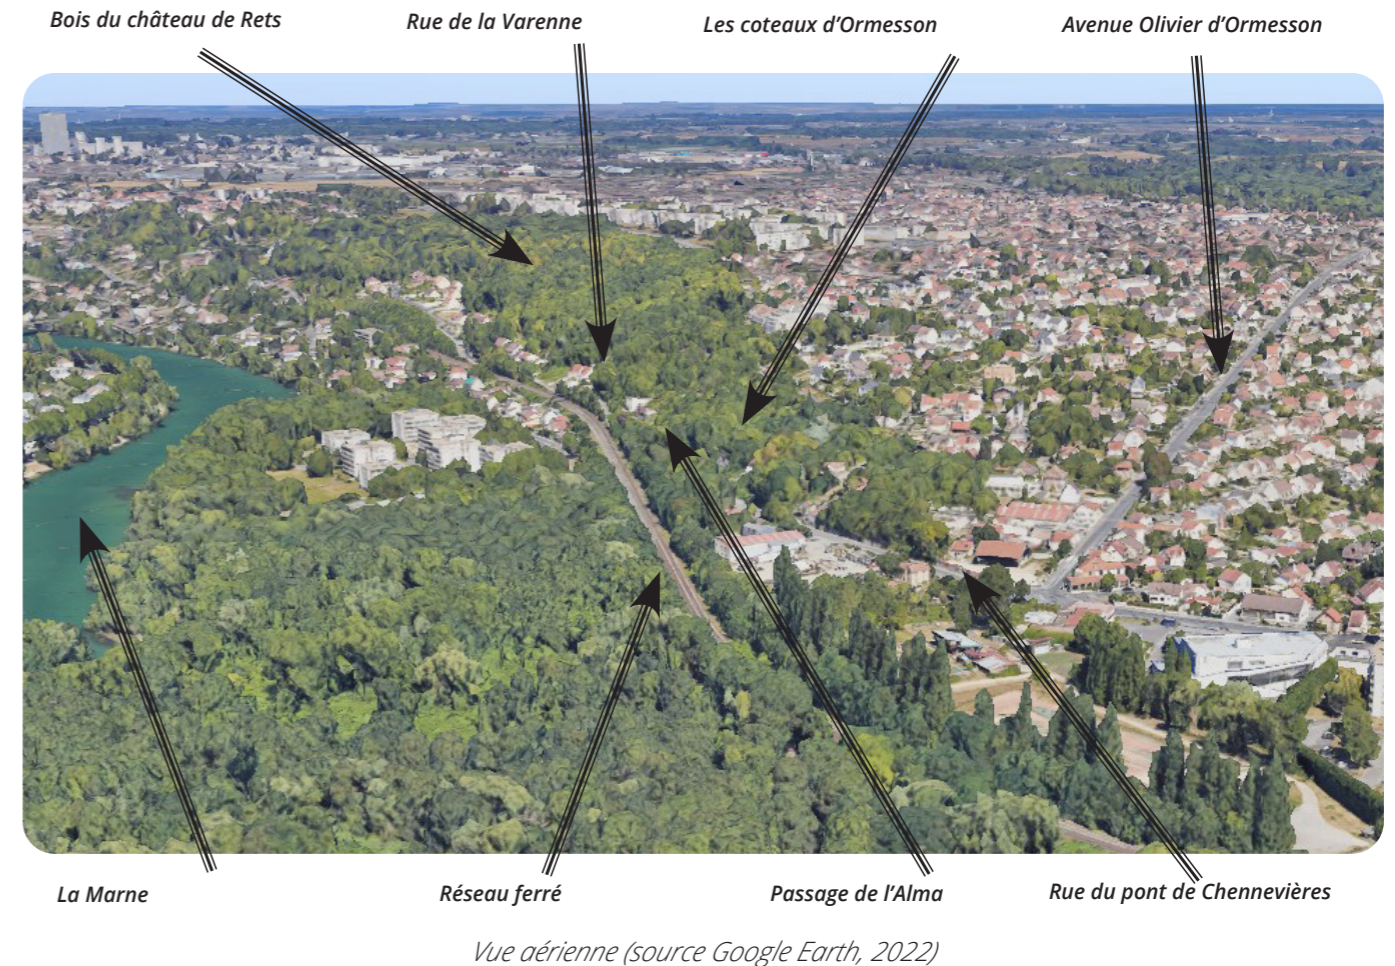 Bois du château de Rets
Rue de la Varenne
Les coteaux d’Ormesson
Avenue Olivier d’Ormesson
La Marne
Réseau ferré
Passage de l’Alma
Rue du pont de Chennevières
Vue aérienne (source Google Earth, 2022)